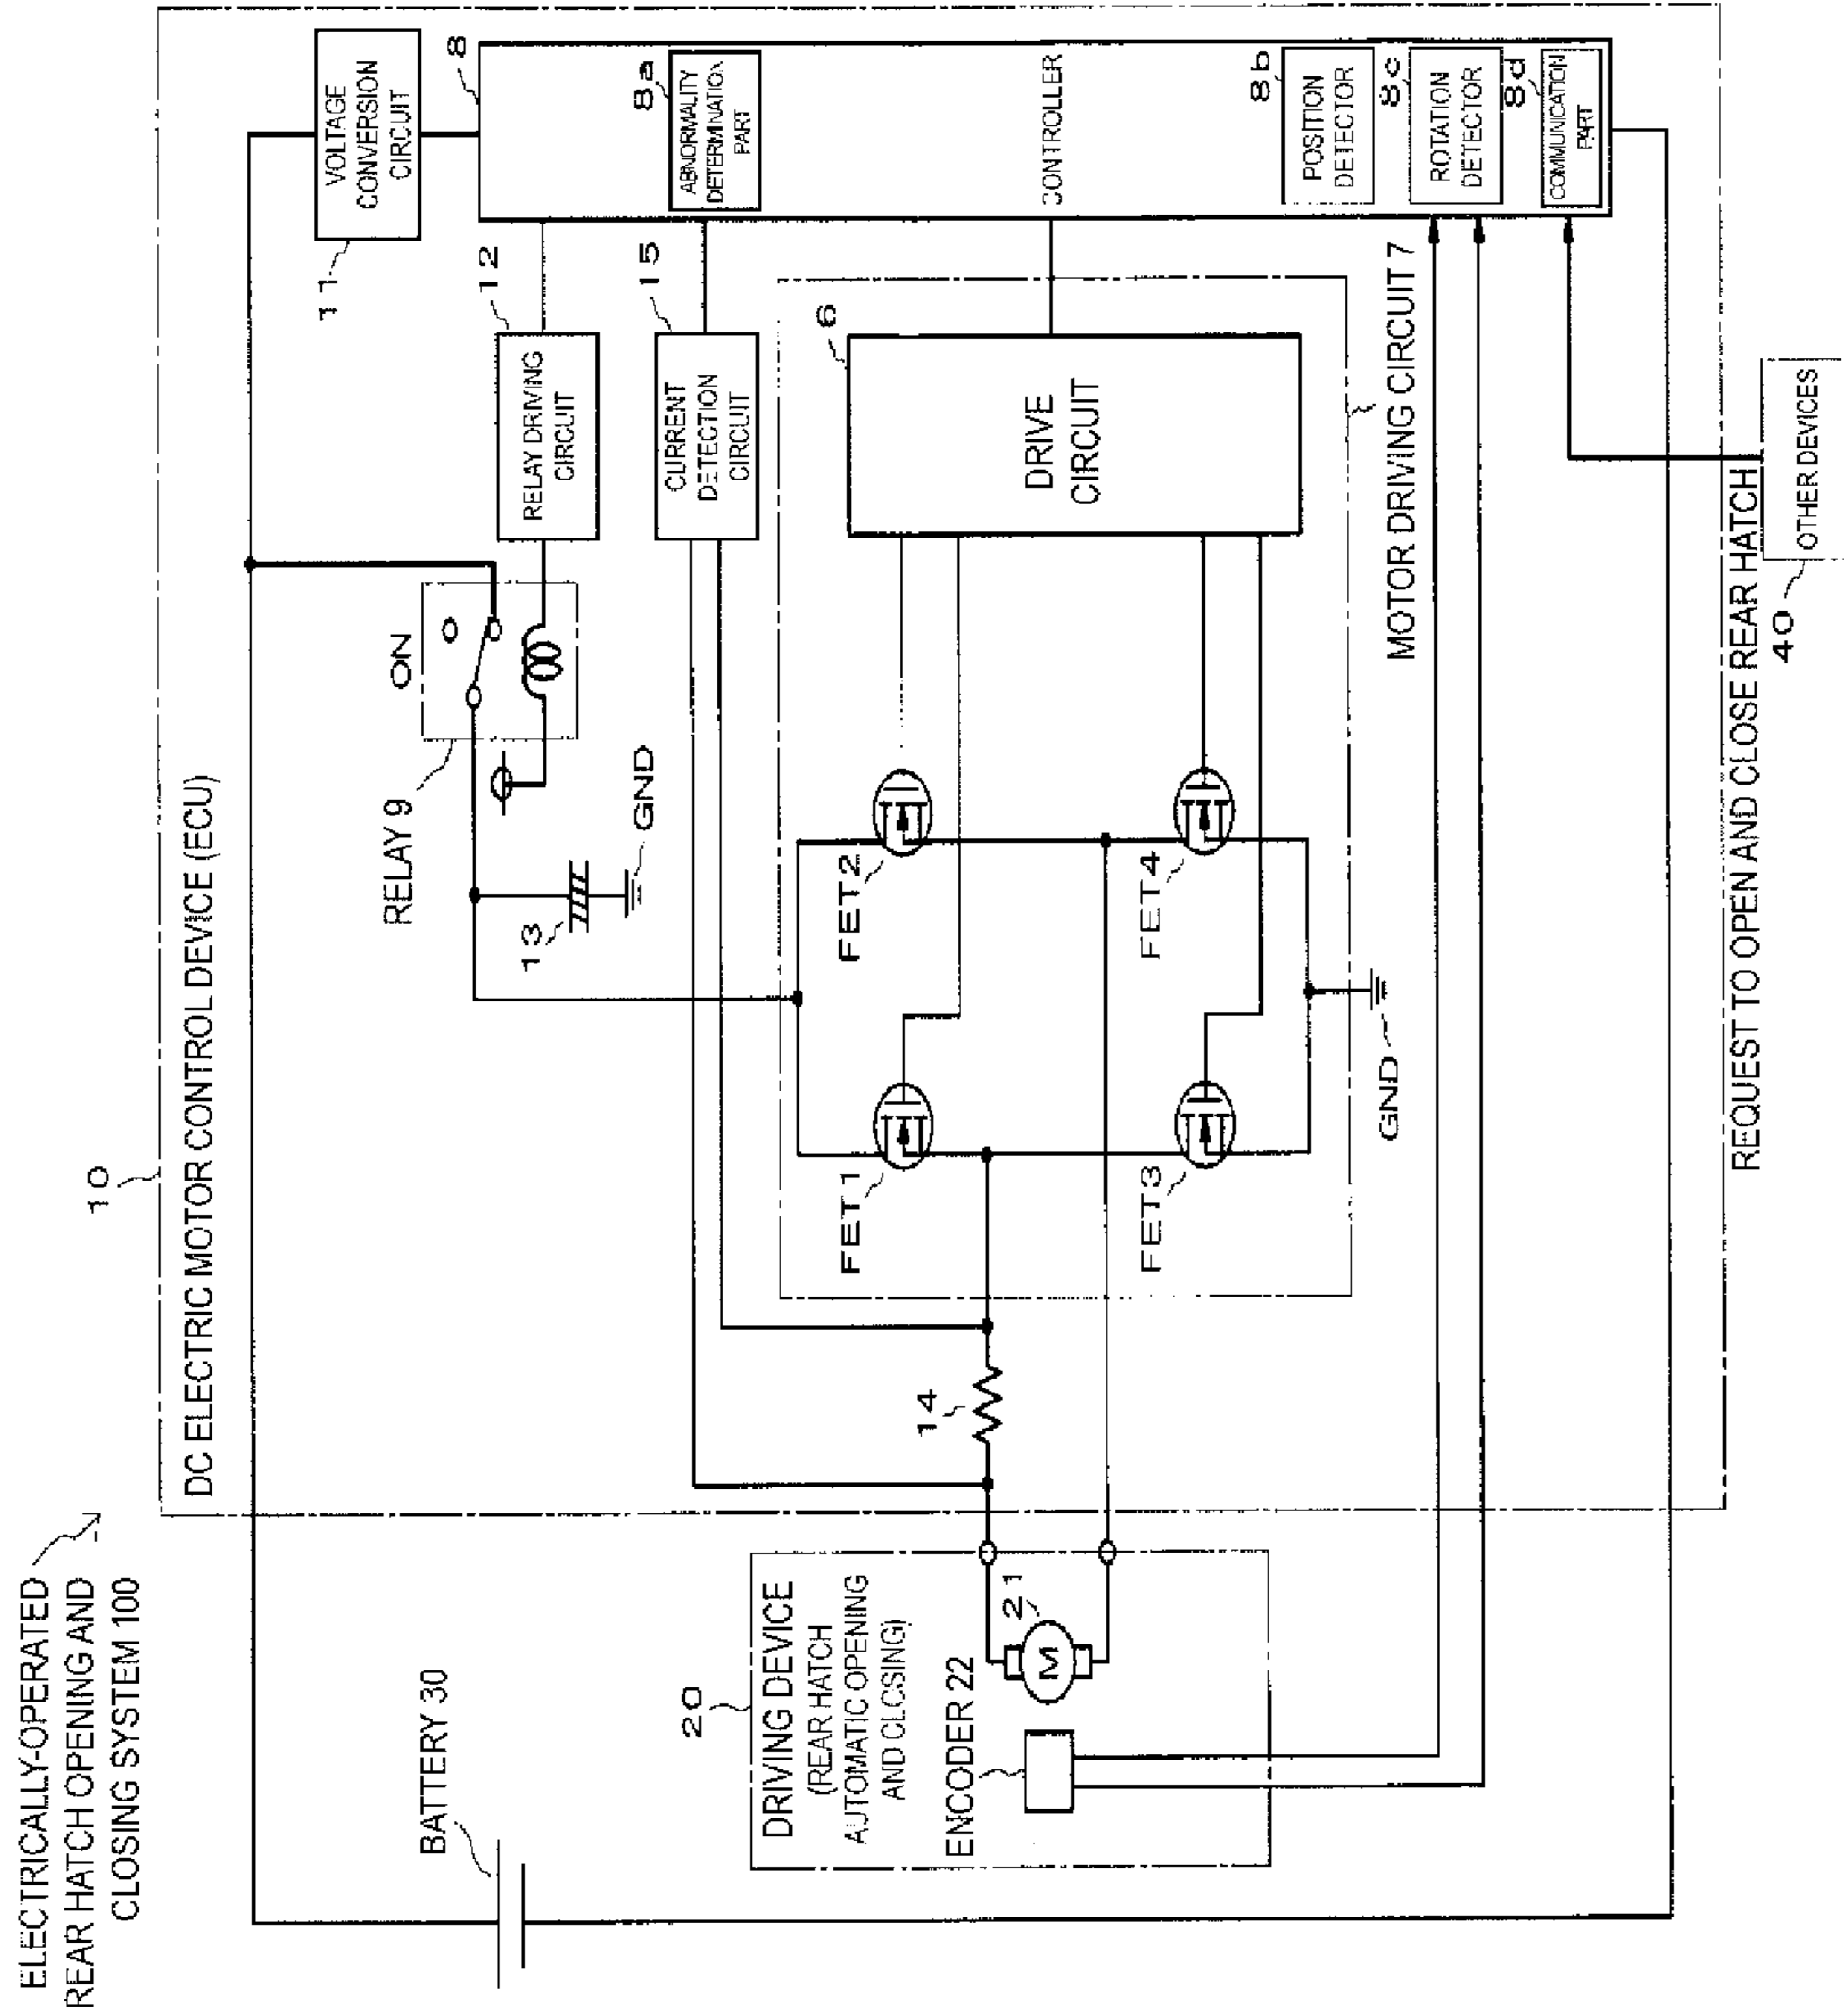 ELECTRICALLY-OPERATED
REAR HATCH OPENING AND
CLOSING SYSTEM 100
10
DC ELECTRIC MOTOR CONTROL DEVICE (ECU)
BATTERY 30
11
VOLTAGE
CONVERSION
CIRCUIT
8
8a
ABNORMALITY
DETERMINATION
PART
CONTROLLER
8b
POSITION
DETECTOR
8c
ROTATION
DETECTOR
8d
COMMUNICATION
PART
RELAY 9
ON
12
RELAY DRIVING
CIRCUIT
13
GND
15
CURRENT
DETECTION
CIRCUIT
6
DRIVE
CIRCUIT
FET1
FET2
FET3
FET4
GND
14
MOTOR DRIVING CIRCUIT 7
20
DRIVING DEVICE
(REAR HATCH
AUTOMATIC OPENING
AND CLOSING)
21
M
ENCODER 22
REQUEST TO OPEN AND CLOSE REAR HATCH
40
OTHER DEVICES